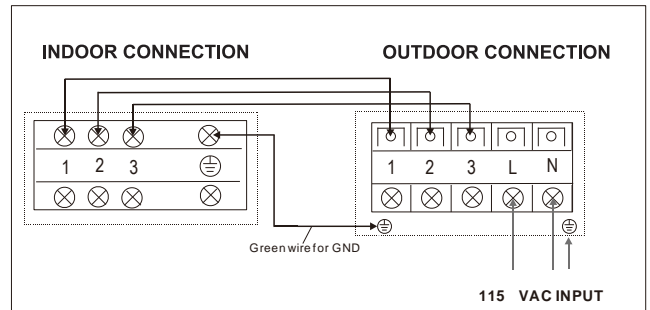 INDOOR CONNECTION
OUTDOOR CONNECTION
1 2 3
1 2 3 L N
Green wire for GND
115 VAC INPUT